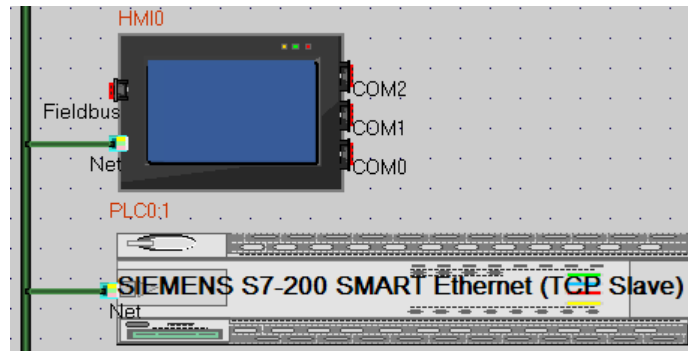 HMI0
COM2
Fieldbus
COM1
Net
COM0
PLC0:1
SIEMENS S7-200 SMART Ethernet (TCP Slave)
Net